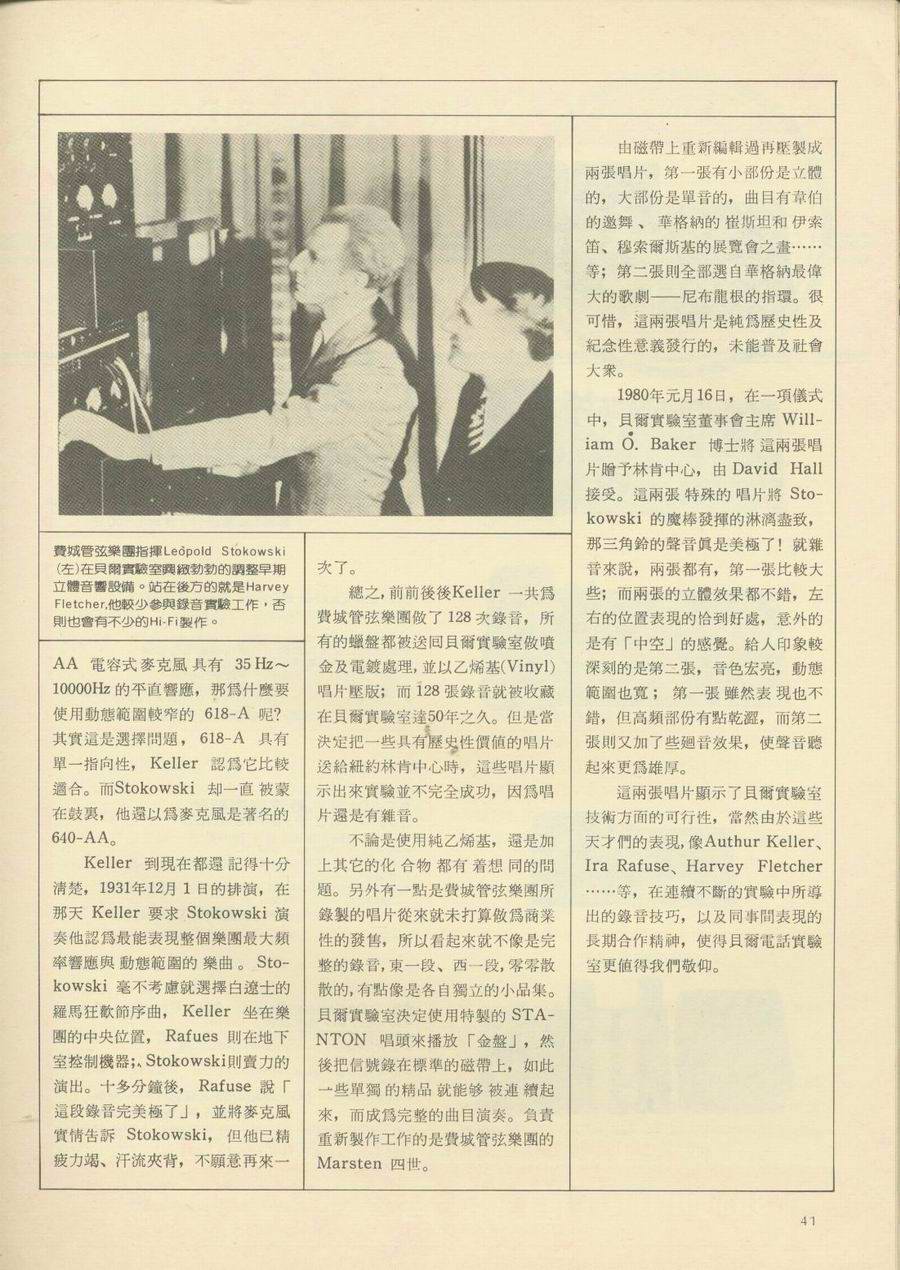 費城管弦樂團指揮Leopold Stokowski
(左)在貝爾實驗室興緻勃勃的調整早期
立體音響設備。站在後方的就是Harvey
Fletcher,他較少參與錄音實驗工作，否
則也會有不少的Hi-Fi製作。
AA 電容式麥克風具有 35Hz～
10000Hz的平直響應，那爲什麼要
使用動態範圍較窄的 618-A 呢?
其實這是選擇問題，618-A 具有
單一指向性， Keller 認爲它比較
適合。而Stokowski 却一直被蒙
在鼓裏，他還以爲麥克風是著名的
640-AA。
Keller 到現在都還記得十分
清楚，1931年12月1日的排演，在
那天 Keller 要求 Stokowski 演
奏他認爲最能表現整個樂團最大頻
率響應與動態範圍的樂曲。Sto-
kowski 毫不考慮就選擇白遼士的
羅馬狂歡節序曲， Keller 坐在樂
團的中央位置， Rafues 則在地下
室控制機器;、Stokowski則賣力的
演出。十多分鐘後， Rafuse 說「
這段錄音完美極了」，並將麥克風
實情告訴 Stokowski， 但他已精
疲力竭、汗流夾背，不願意再來一
次了。
總之,前前後後Keller 一共爲
費城管弦樂團做了128次錄音，所
有的蠟盤都被送回貝爾實驗室做噴
金及電鍍處理,並以乙烯基(Vinyl)
唱片壓版；而128張錄音就被收藏
在貝爾實驗室達50年之久。但是當
決定把一些具有歷史性價值的唱片
送給紐約林肯中心時，這些唱片顯
示出來實驗並不完全成功，因爲唱
片還是有雜音。
不論是使用純乙烯基，還是加
上其它的化合物都有着想同的問
題。另外有一點是費城管弦樂團所
錄製的唱片從來就未打算做爲商業
性的發售，所以看起來就不像是完
整的錄音,東一段、西一段,零零散
散的,有點像是各自獨立的小品集。
貝爾實驗室決定使用特製的 STA-
NTON 唱頭來播放「金盤」，然
後把信號錄在標準的磁帶上，如此
一些單獨的精品就能够被連續起
來，而成爲完整的曲目演奏。負責
重新製作工作的是費城管弦樂團的
Marsten 四世。
由磁帶上重新編輯過再壓製成
兩張唱片，第一張有小部份是立體
的，大部份是單音的，曲目有韋伯
的邀舞、華格納的崔斯坦和伊索
笛、穆索爾斯基的展覽會之畫……
等；第二張則全部選自華格納最偉
大的歌劇——尼布龍根的指環。很
可惜，這兩張唱片是純爲歷史性及
紀念性意義發行的，未能普及社會
大衆。
1980年元月16日，在一項儀式
中，貝爾實驗室董事會主席 Will-
iam O. Baker 博士將這兩張唱
片贈予林肯中心，由 David Hall
接受。這兩張特殊的唱片將 Sto-
kowski 的魔棒發揮的淋漓盡致，
那三角鈴的聲音眞是美極了！就雜
音來說，兩張都有，第一張比較大
些；而兩張的立體效果都不錯，左
右的位置表現的恰到好處，意外的
是有「中空」的感覺。給人印象較
深刻的是第二張，音色宏亮，動態
範圍也寬； 第一張雖然表現也不
錯，但高頻部份有點乾澀，而第二
張則又加了些廻音效果，使聲音聽
起來更爲雄厚。
這兩張唱片顯示了貝爾實驗室
技術方面的可行性，當然由於這些
天才們的表現,像Authur Keller、
Ira Rafuse、Harvey Fletcher
……等，在連續不斷的實驗中所導
出的錄音技巧，以及同事間表現的
長期合作精神，使得貝爾電話實驗
室更值得我們敬仰。
41